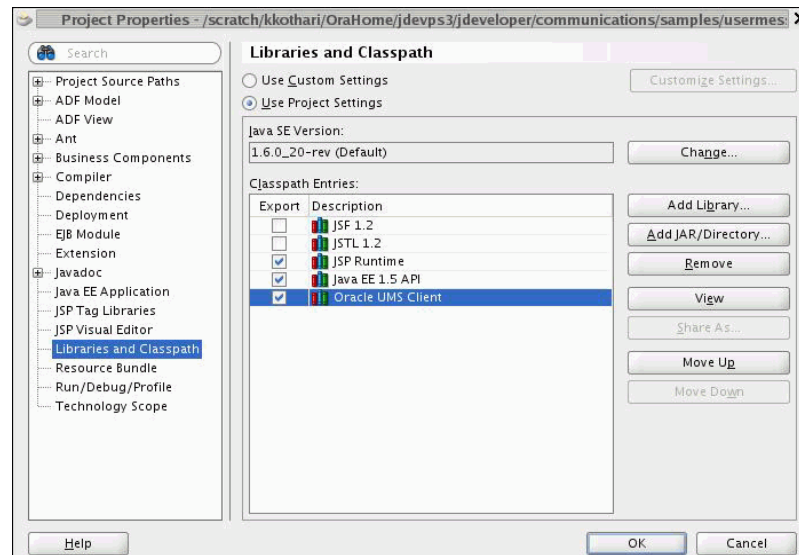 Project Properties - /scratch/kkothari/OraHome/jdevps3/jdeveloper/communications/samples/usermes
Search
Project Source Paths
ADF Model
ADF View
Ant
Business Components
Compiler
Dependencies
Deployment
EJB Module
Extension
Javadoc
Java EE Application
JSP Tag Libraries
JSP Visual Editor
Libraries and Classpath
Resource Bundle
Run/Debug/Profile
Technology Scope
Libraries and Classpath
Use Custom Settings
Customize Settings...
Use Project Settings
Java SE Version:
1.6.0_20-rev (Default)
Change...
Classpath Entries:
Export Description
JSF 1.2
JSTL 1.2
JSP Runtime
Java EE 1.5 API
Oracle UMS Client
Add Library...
Add JAR/Directory...
Remove
View
Share As...
Move Up
Move Down
Help
OK
Cancel